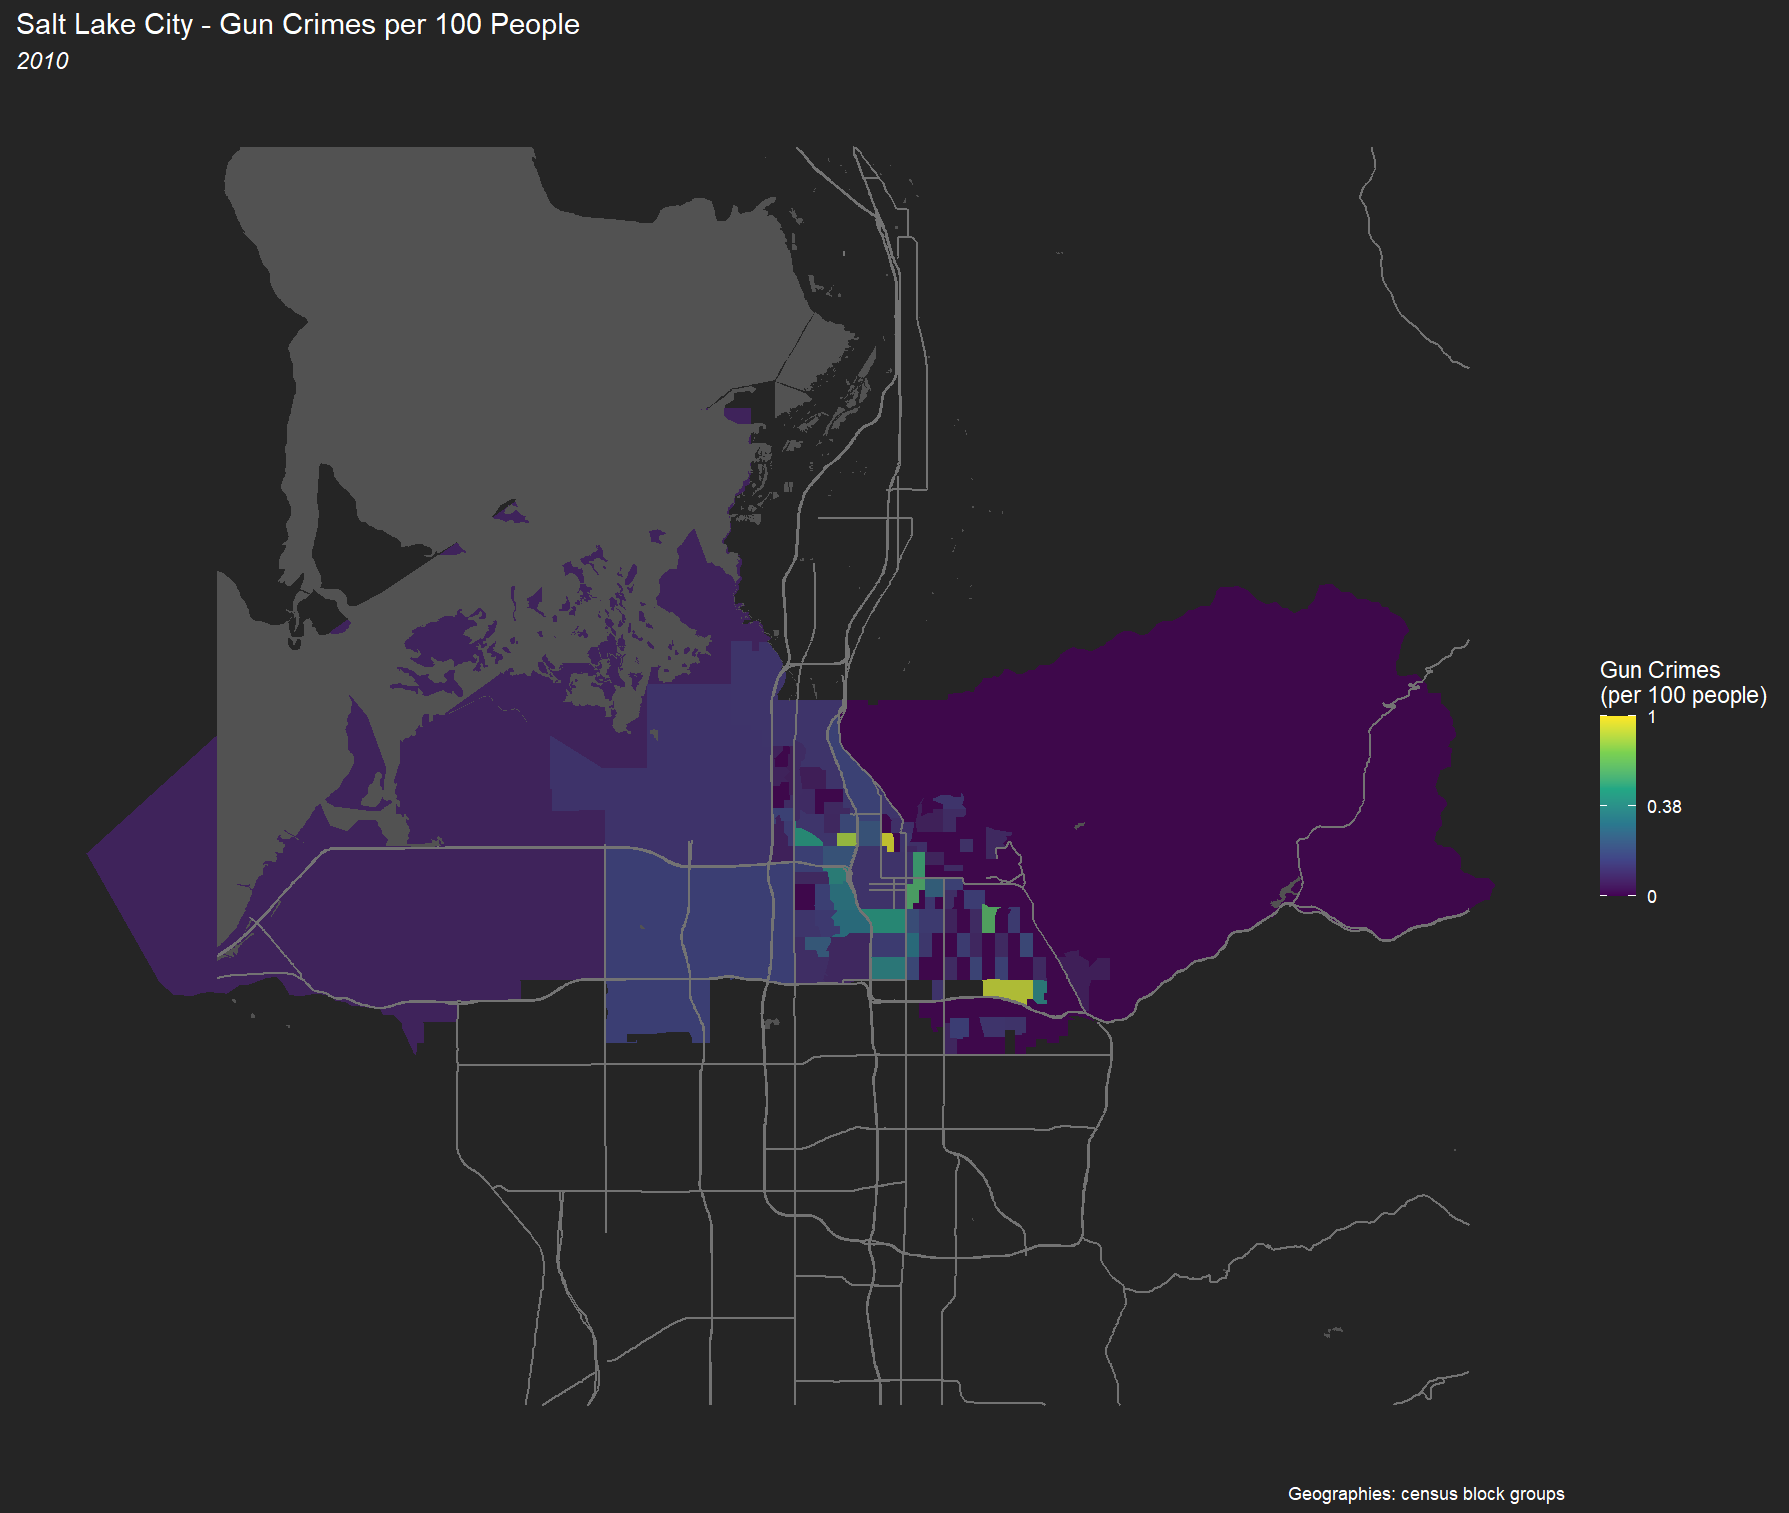 Salt Lake City - Gun Crimes per 100 People
2010
Gun Crimes
(per 100 people)
1
0.38
0
Geographies: census block groups